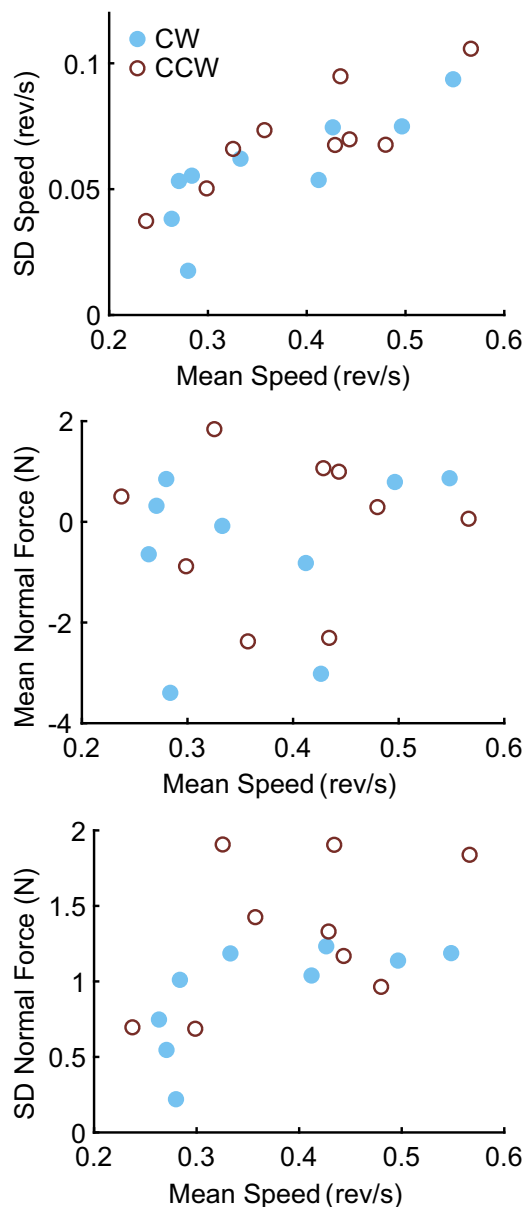 CW
CCW
SD Speed (rev/s)
0.1
0.05
0
0.2 0.3 0.4 0.5 0.6
Mean Speed (rev/s)
Mean Normal Force (N)
2
0
-2
-4
0.2 0.3 0.4 0.5 0.6
Mean Speed (rev/s)
SD Normal Force (N)
2
1.5
1
0.5
0
0.2 0.3 0.4 0.5 0.6
Mean Speed (rev/s)